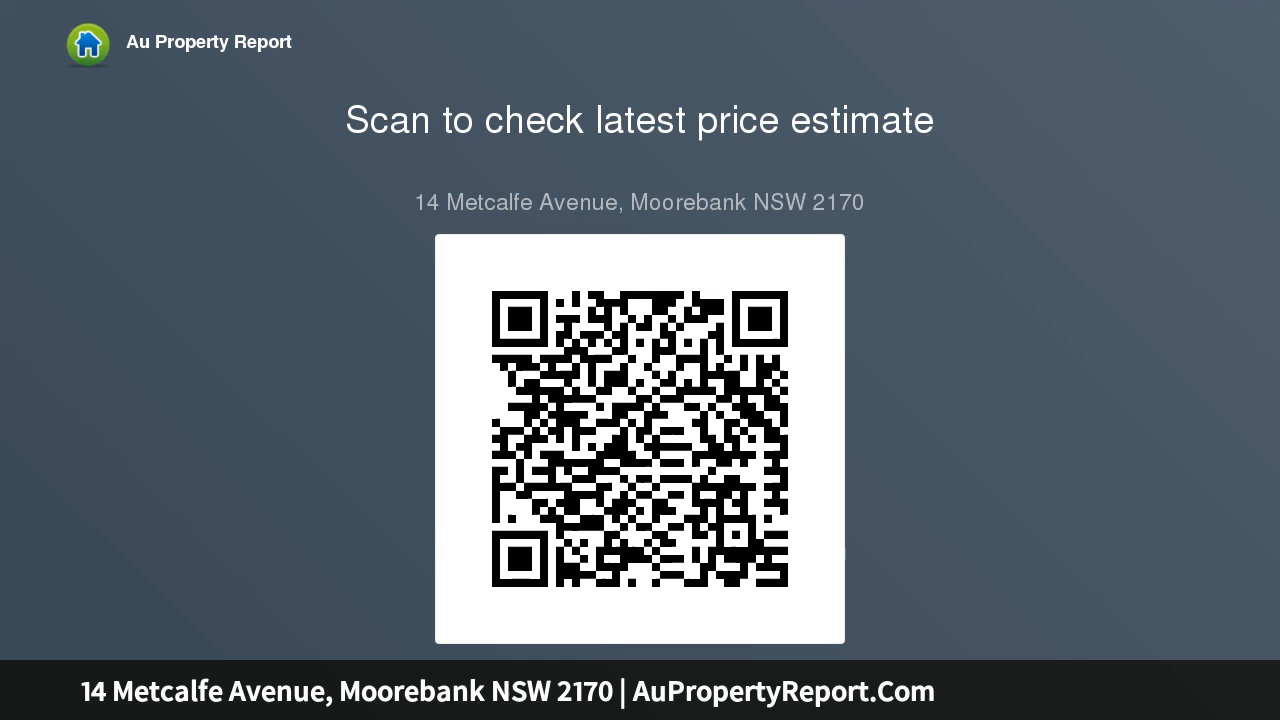 Au Property Report
Scan to check latest price estimate
14 Metcalfe Avenue, Moorebank NSW 2170
14 Metcalfe Avenue, Moorebank NSW 2170 | AuPropertyReport.Com